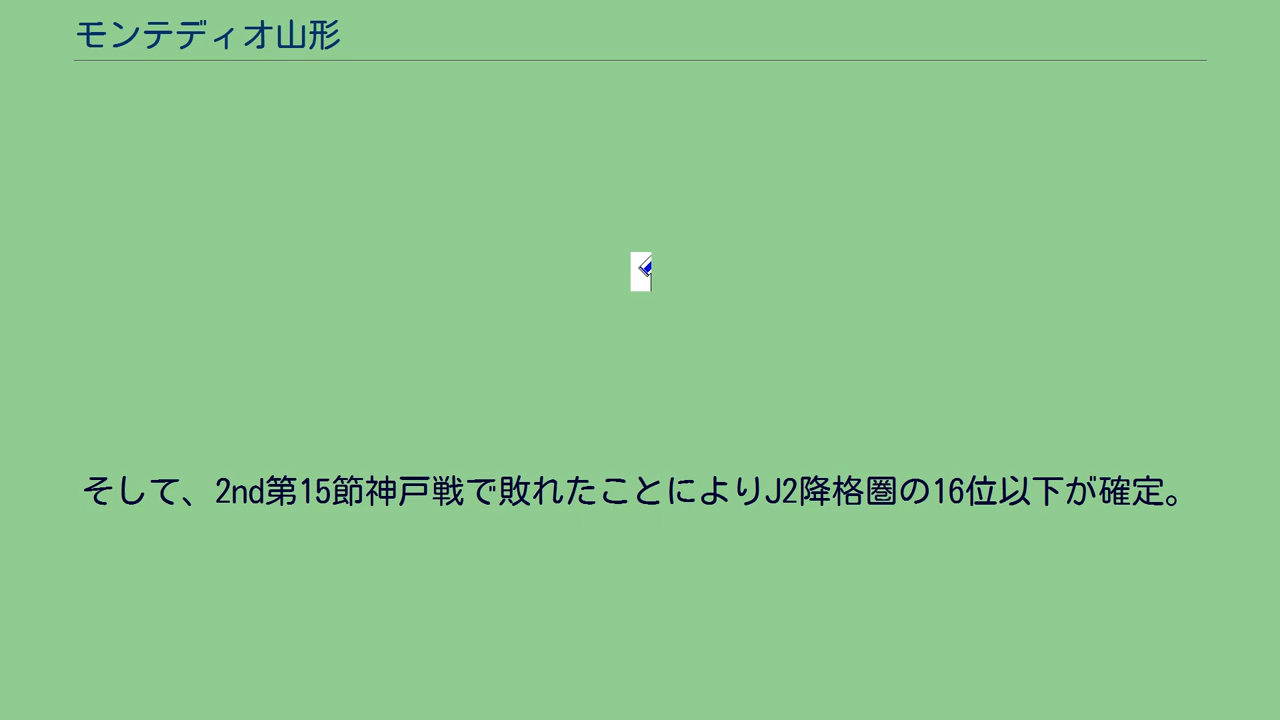 モンテディオ山形
そして、2nd第15節神戸戦で敗れたことによりJ2降格圏の16位以下が確定。